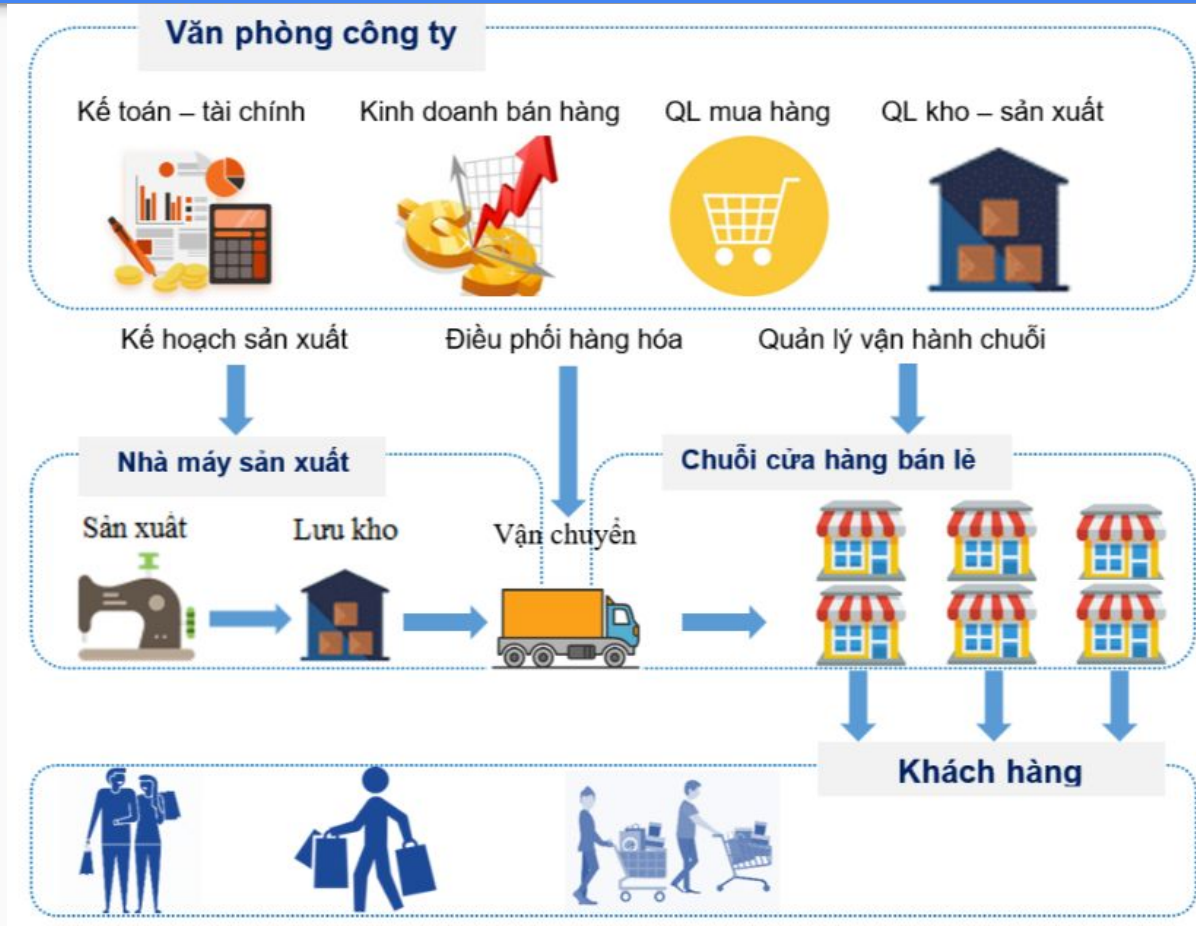 Văn phòng công ty
Kế toán – tài chính
Kinh doanh bán hàng
QL mua hàng
QL kho – sản xuất
Kế hoạch sản xuất
Điều phối hàng hóa
Quản lý vận hành chuỗi
Nhà máy sản xuất
Chuỗi cửa hàng bán lẻ
Sản xuất
Lưu kho
Vận chuyển
Khách hàng